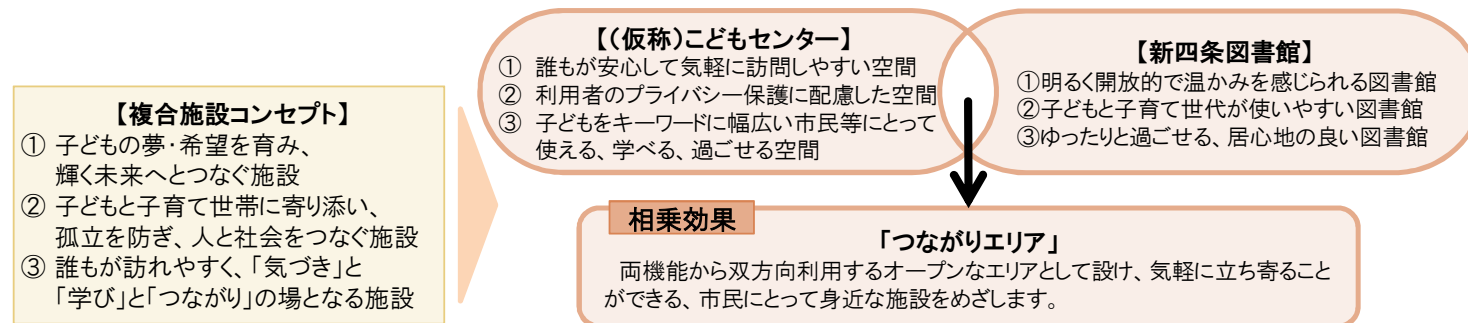 【複合施設コンセプト】
① 子どもの夢・希望を育み、
輝く未来へとつなぐ施設
② 子どもと子育て世帯に寄り添い、
孤立を防ぎ、人と社会をつなぐ施設
③ 誰もが訪れやすく、「気づき」と
「学び」と「つながり」の場となる施設
【(仮称)こどもセンター】
① 誰もが安心して気軽に訪問しやすい空間
② 利用者のプライバシー保護に配慮した空間
③ 子どもをキーワードに幅広い市民等にとって
使える、学べる、過ごせる空間
【新四条図書館】
①明るく開放的で温かみを感じられる図書館
②子どもと子育て世代が使いやすい図書館
③ゆったりと過ごせる、居心地の良い図書館
相乗効果
「つながりエリア」
両機能から双方向利用するオープンなエリアとして設け、気軽に立ち寄ること
ができる、市民にとって身近な施設をめざします。